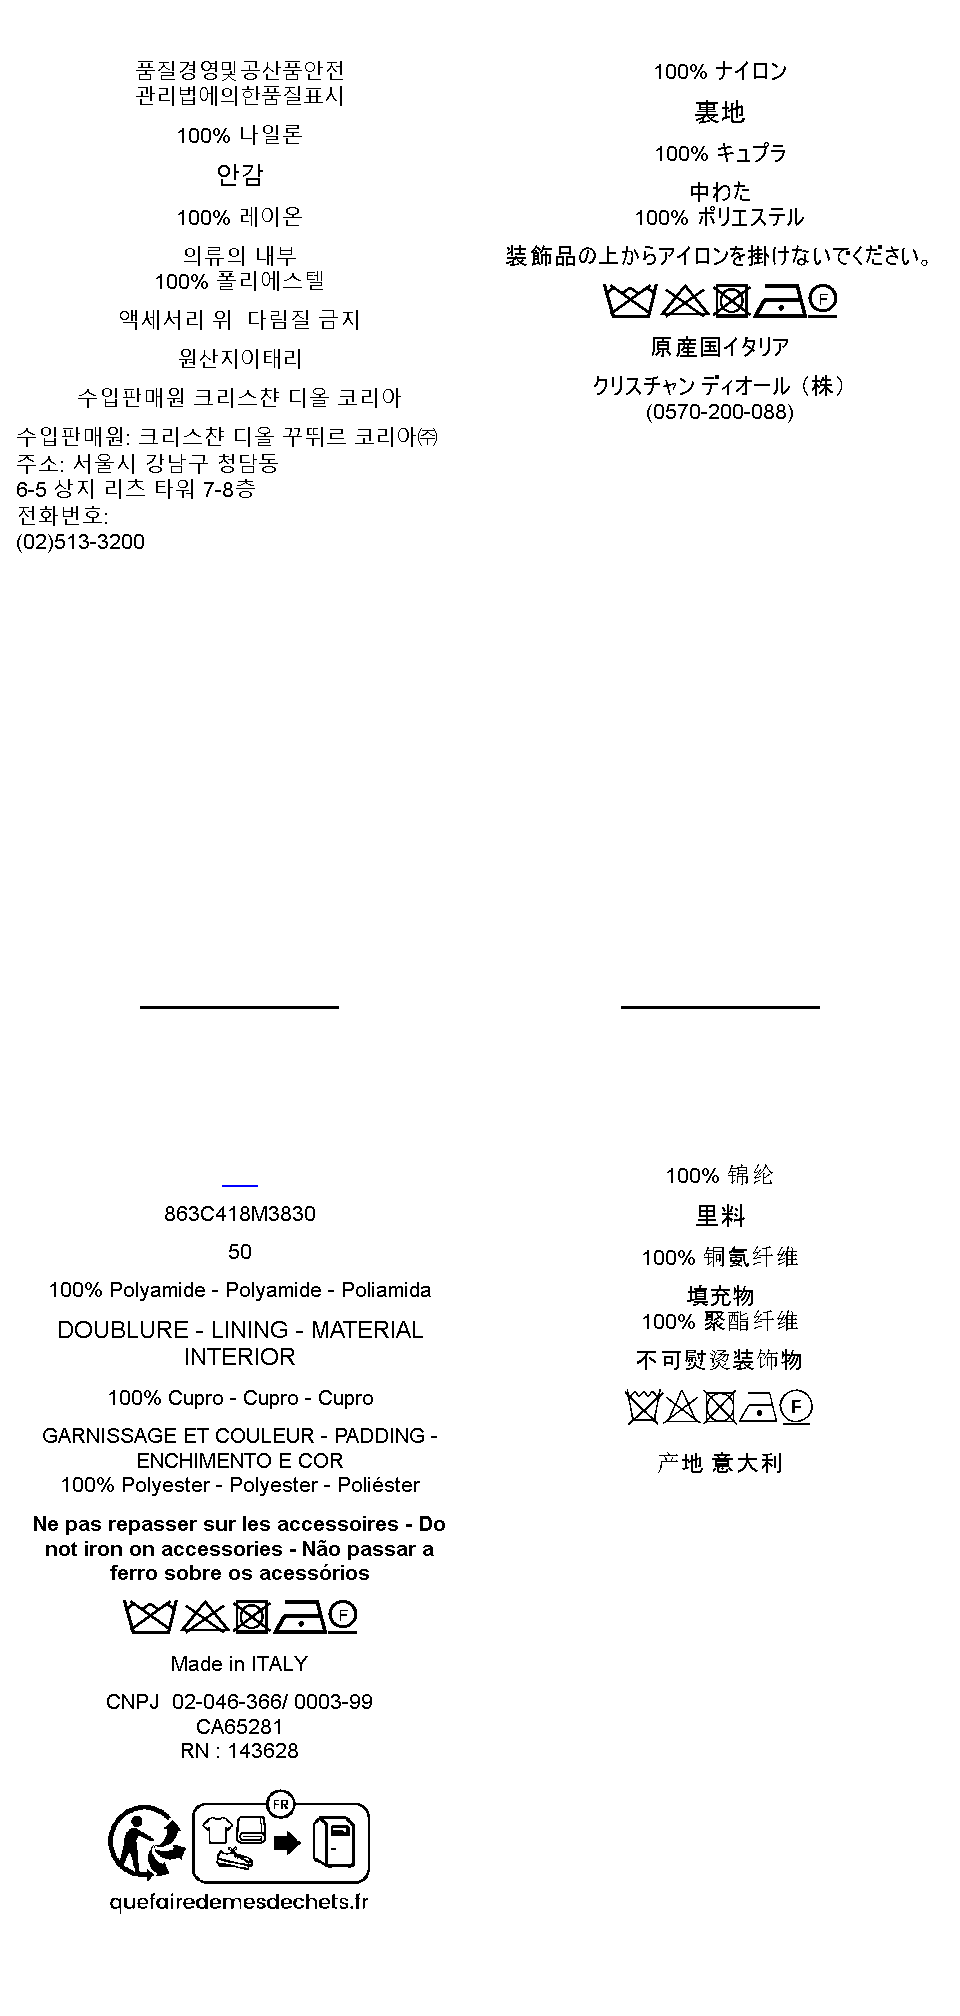 품질경영및공산품안전
관리법에의한품질표시
100% 나일론
안감
100% 레이온
의류의 내부
100% 폴리에스텔
액세서리 위  다림질 금지
원산지이태리
수입판매원 크리스챤 디올 코리아
수입판매원: 크리스챤 디올 꾸뛰르 코리아㈜
주소: 서울시 강남구 청담동
6-5 상지 리츠 타워 7-8층
전화번호:
(02)513-3200
100% ナイロン
裏地
100% キュプラ
中わた
100% ポリエステル
装飾品の上からアイロンを掛けないでください。
F
原産国イタリア
クリスチャン ディオール（株）
(0570-200-088)
863C418M3830
50
100% Polyamide - Polyamide - Poliamida
DOUBLURE - LINING - MATERIAL
INTERIOR
100% Cupro - Cupro - Cupro
GARNISSAGE ET COULEUR - PADDING -
ENCHIMENTO E COR
100% Polyester - Polyester - Poliéster
Ne pas repasser sur les accessoires - Do
not iron on accessories - Não passar a
ferro sobre os acessórios
F
Made in ITALY
CNPJ  02-046-366/ 0003-99
CA65281
RN : 143628
FR
quefairedemesdechets.fr
100% 锦纶
里料
100% 铜氨纤维
填充物
100% 聚酯纤维
不可熨烫装饰物
F
产地 意大利